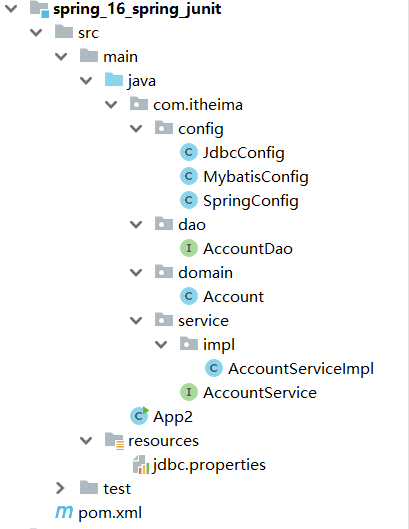 spring_16_spring_junit
src
main
java
com.itheima
config
JdbcConfig
MybatisConfig
SpringConfig
dao
AccountDao
domain
Account
service
impl
AccountServiceImpl
AccountService
App2
resources
jdbc.properties
test
pom.xml